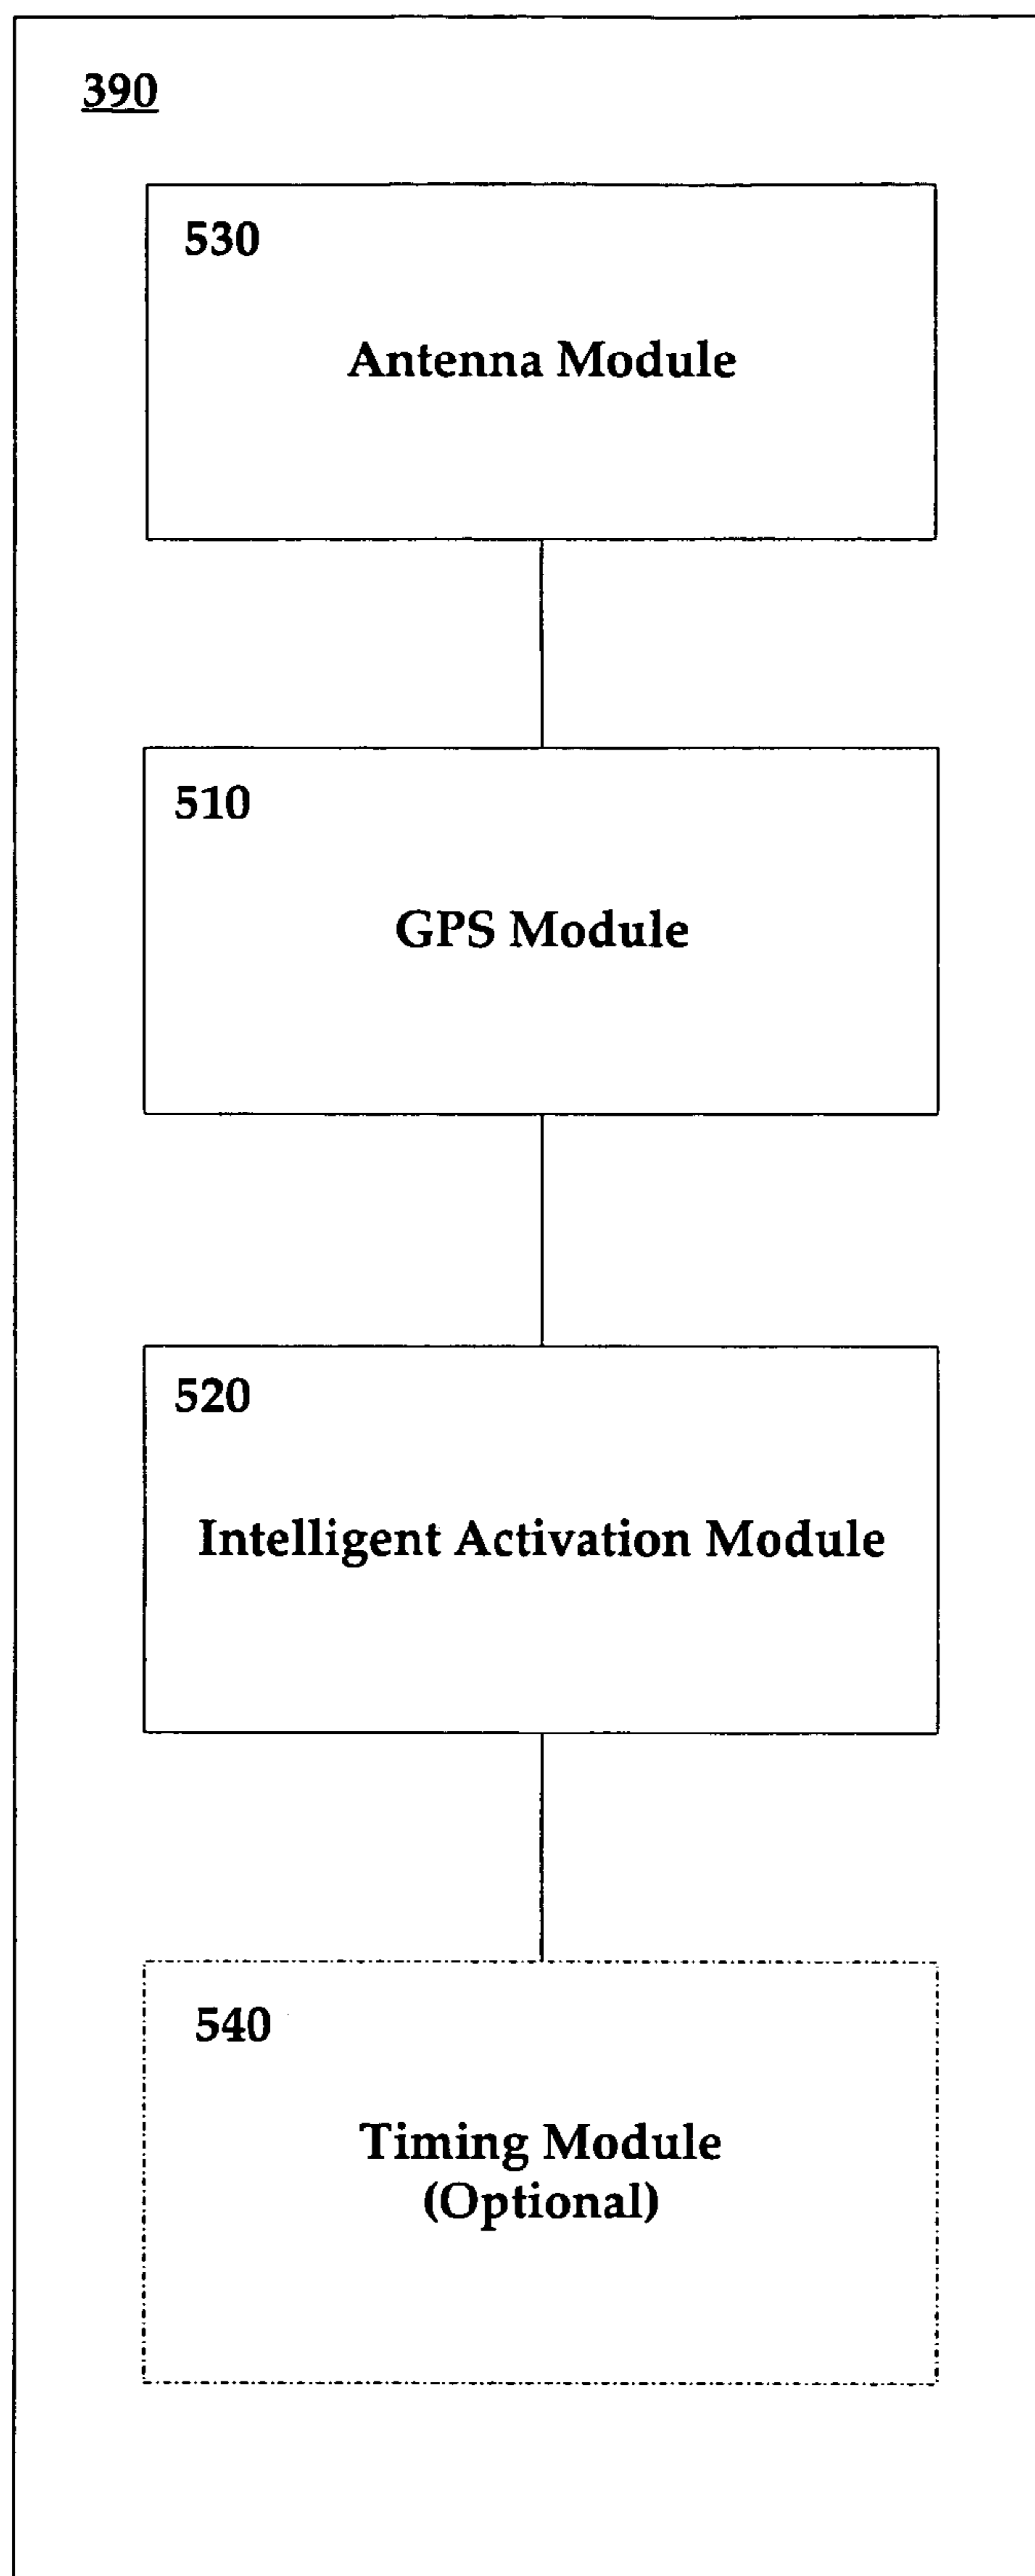 390
530
Antenna Module
510
GPS Module
520
Intelligent Activation Module
540
Timing Module
(Optional)